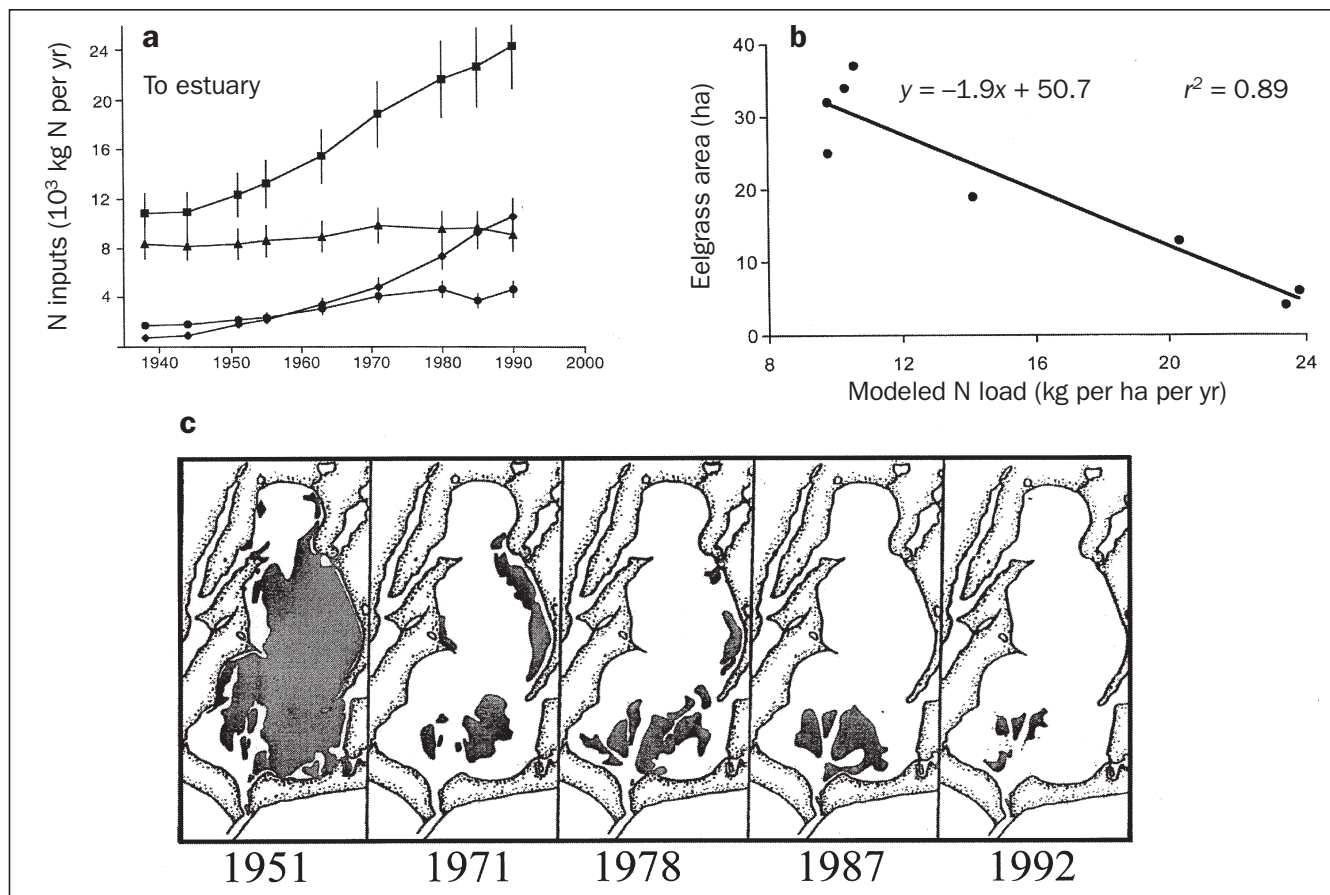 a
To estuary
N inputs (10³ kg N per yr)
24
20
16
12
8
4
1940 1950 1960 1970 1980 1990 2000
b
y = –1.9x + 50.7 r² = 0.89
Eelgrass area (ha)
40
30
20
10
0
8 12 16 20 24
Modeled N load (kg per ha per yr)
c
1951 1971 1978 1987 1992